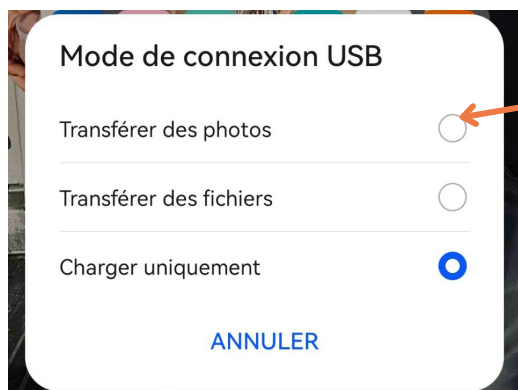 Mode de connexion USB
Transférer des photos
Transférer des fichiers
Charger uniquement
ANNULER